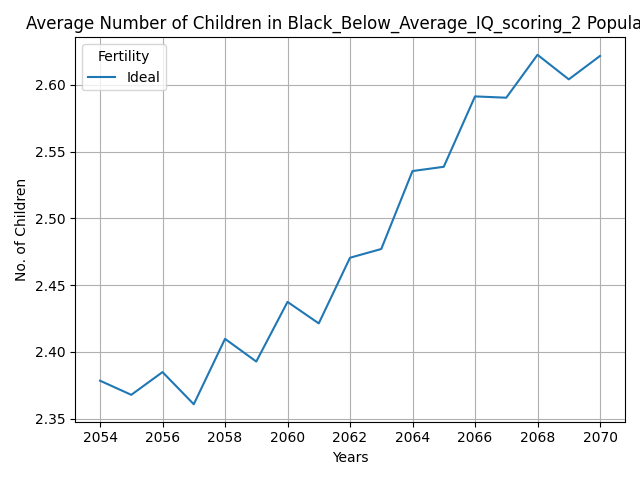 Average Number of Children in Black_Below_Average_IQ_scoring_2 Popula
Fertility
Ideal
No. of Children
2.60
2.55
2.50
2.45
2.40
2.35
2054 2056 2058 2060 2062 2064 2066 2068 2070
Years